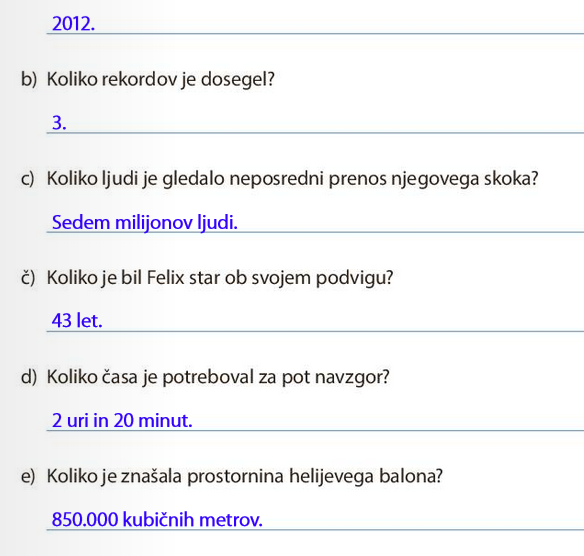 2012.
b) Koliko rekordov je dosegel?
3.
c) Koliko ljudi je gledalo neposredni prenos njegovega skoka?
Sedem milijonov ljudi.
č) Koliko je bil Felix star ob svojem podvigu?
43 let.
d) Koliko časa je potreboval za pot navzgor?
2 uri in 20 minut.
e) Koliko je znašala prostornina helijevega balona?
850.000 kubičnih metrov.